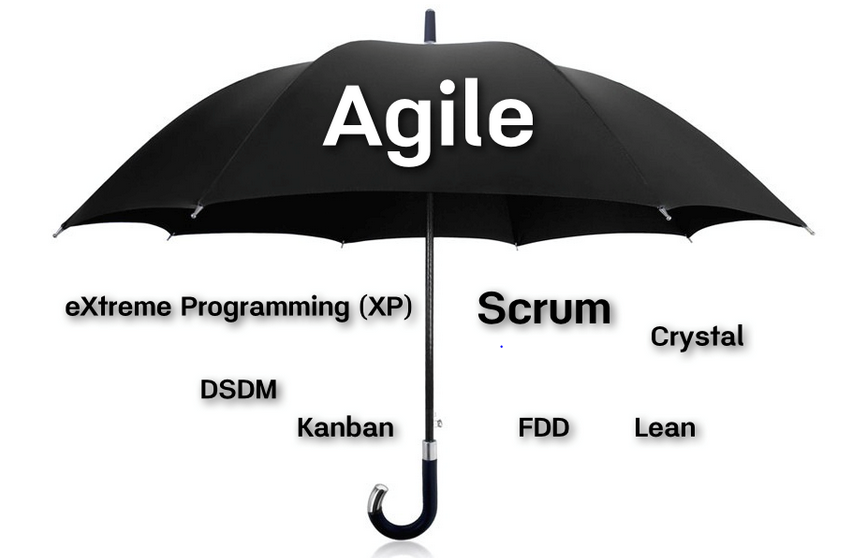 Agile
eXtreme Programming (XP)
Scrum
Crystal
DSDM
Kanban
FDD
Lean